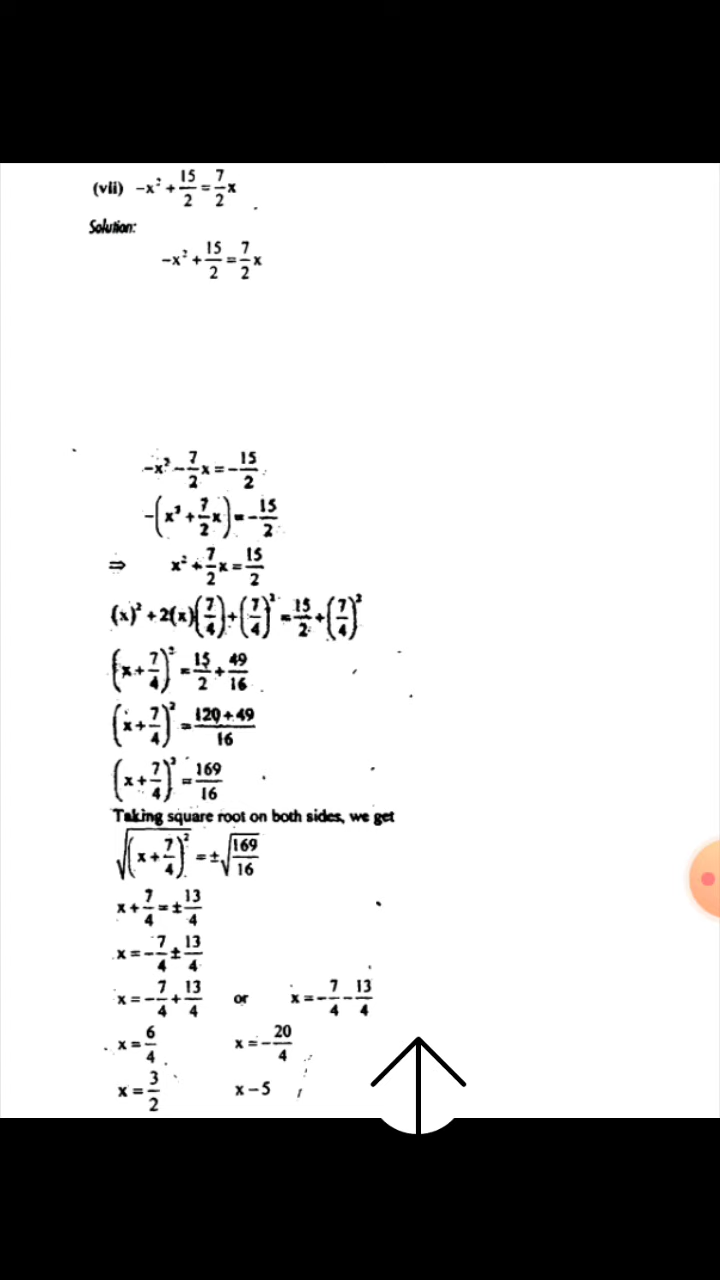 (vii) -x² + 15/2 = 7/2 x
Solution:
-x² + 15/2 = 7/2 x
-x² - 7/2 x = - 15/2
-(x² + 7/2 x) = - 15/2
⇒ x² + 7/2 x = 15/2
(x)² + 2(x)(7/4) + (7/4)² = 15/2 + (7/4)²
(x + 7/4)² = 15/2 + 49/16
(x + 7/4)² = (120 + 49)/16
(x + 7/4)² = 169/16
Taking square root on both sides, we get
√((x + 7/4)²) = ±√(169/16)
x + 7/4 = ± 13/4
x = - 7/4 ± 13/4
x = - 7/4 + 13/4 or x = - 7/4 - 13/4
x = 6/4 x = - 20/4
x = 3/2 x - 5